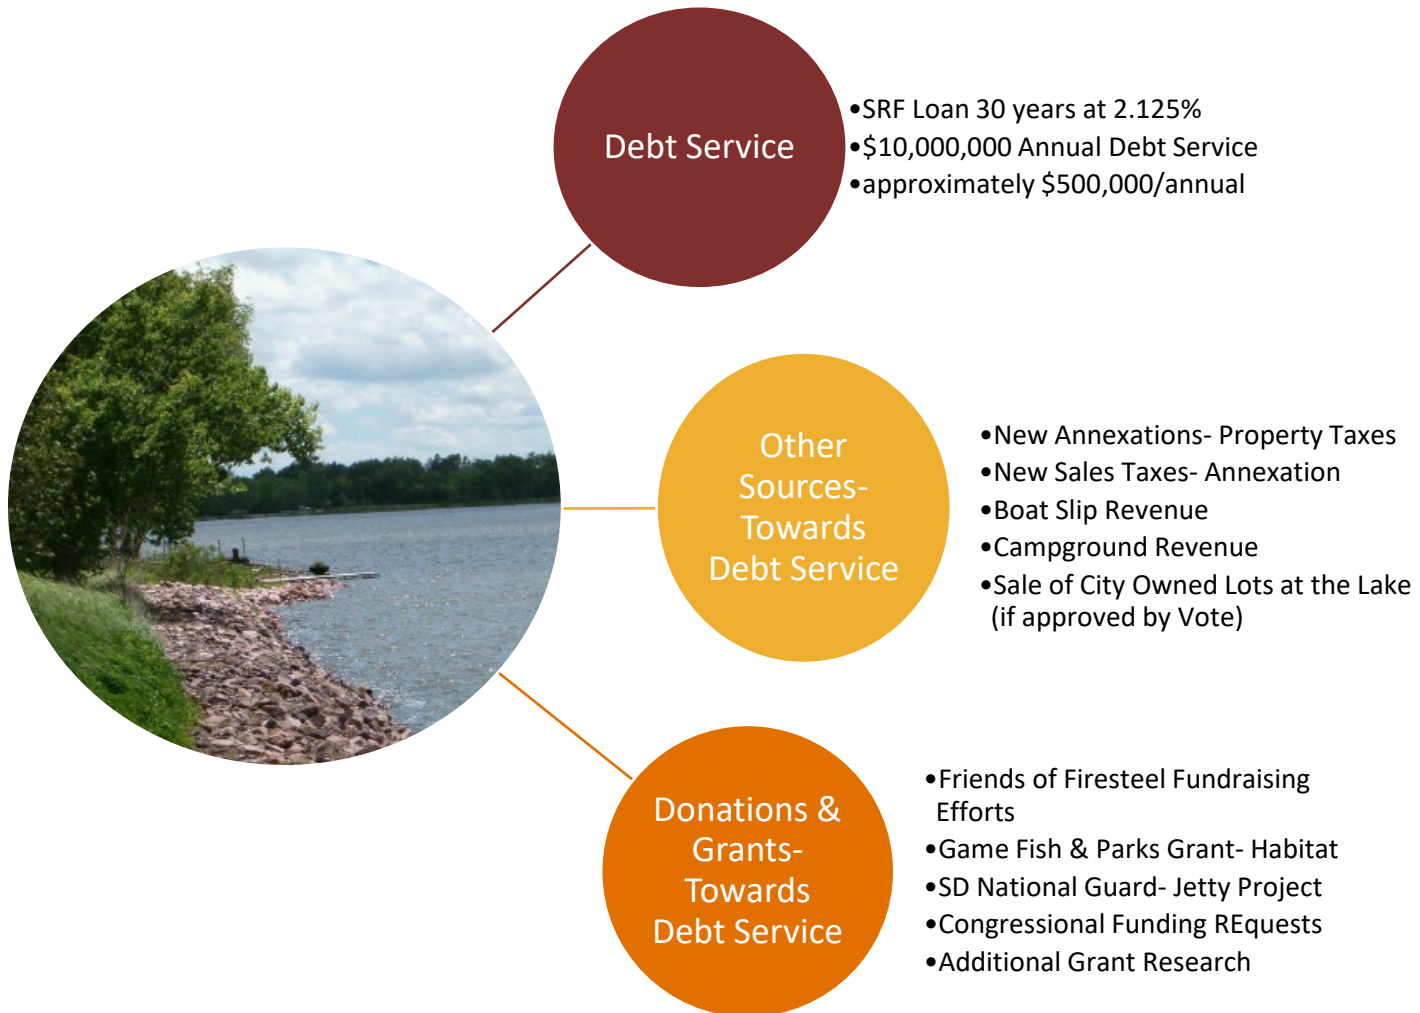 Debt Service
•SRF Loan 30 years at 2.125%
•$10,000,000 Annual Debt Service
•approximately $500,000/annual
Other
Sources-
Towards
Debt Service
•New Annexations- Property Taxes
•New Sales Taxes- Annexation
•Boat Slip Revenue
•Campground Revenue
•Sale of City Owned Lots at the Lake
(if approved by Vote)
Donations &
Grants-
Towards
Debt Service
•Friends of Firesteel Fundraising
Efforts
•Game Fish & Parks Grant- Habitat
•SD National Guard- Jetty Project
•Congressional Funding REquests
•Additional Grant Research